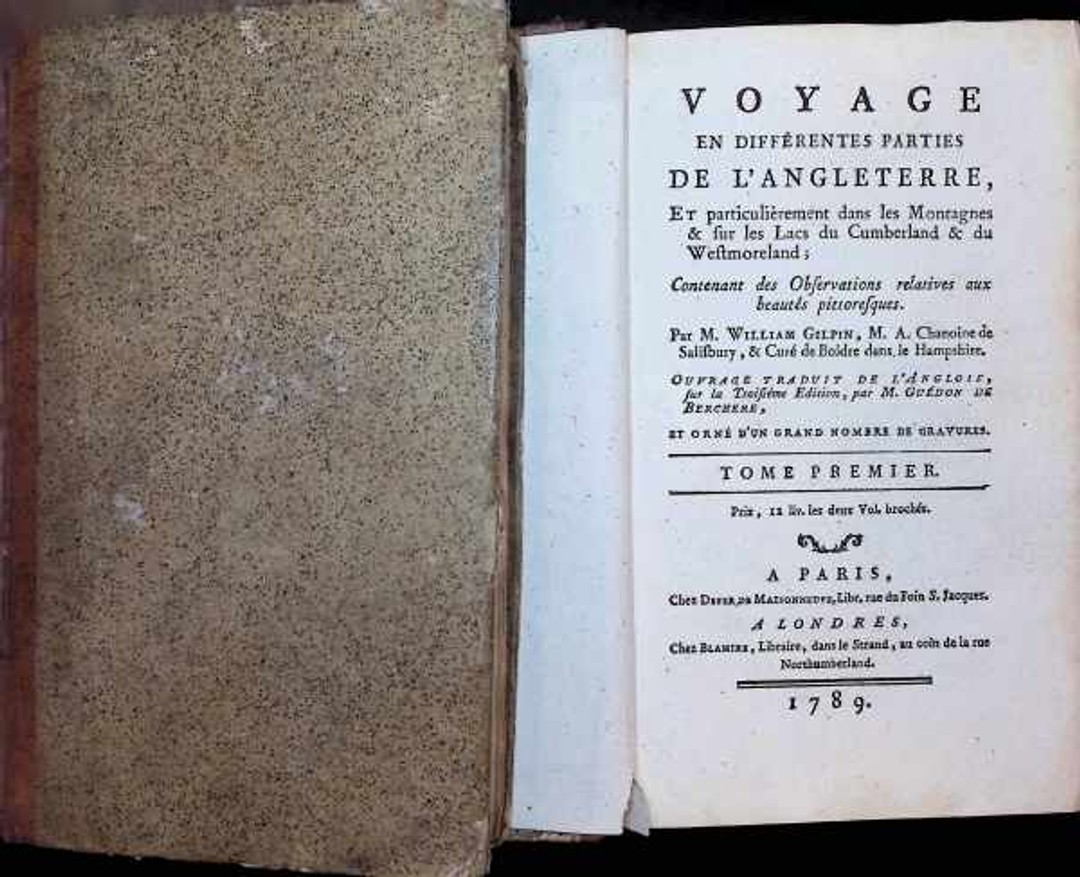 VOYAGE
EN DIFFÉRENTES PARTIES
DE L'ANGLETERRE,
ET particulièrement dans les Montagnes
& ſur les Lacs du Cumberland & du
Weſtmoreland ;
Contenant des Obſervations relatives aux
beautés pittoreſques.
Par M. WILLIAM GILPIN, M. A. Chanoine de
Saliſbury, & Curé de Boldre dans le Hampshire.
OUVRAGE TRADUIT DE L'ANGLOIS,
ſur la Troiſième Edition, par M. GUÉDON DE
BERCHERE,
ET ORNÉ D'UN GRAND NOMBRE DE GRAVURES.
TOME PREMIER.
Prix, 12 liv. les deux Vol. brochés.
A PARIS,
Chez DEFER DE MAISONNEUVE, Libr. rue du Foin S. Jacques.
A LONDRES,
Chez BLAMIRE, Libraire, dans le Strand, au coin de la rue
Northumberland.
1789.